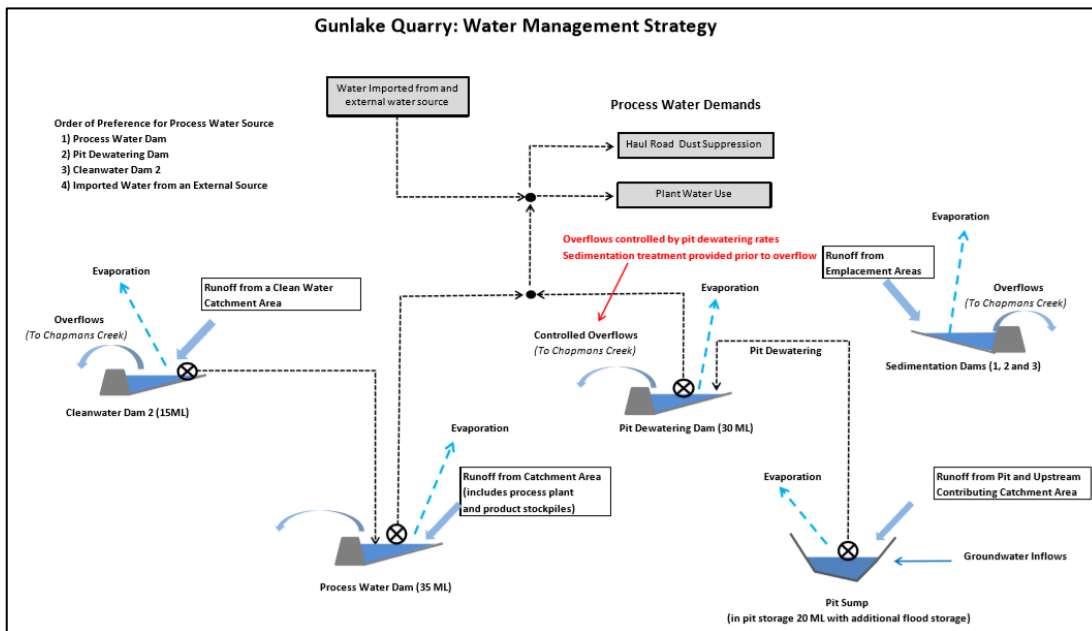 Gunlake Quarry: Water Management Strategy
Water Imported from and
external water source
Process Water Demands
Order of Preference for Process Water Source
1) Process Water Dam
2) Pit Dewatering Dam
3) Cleanwater Dam 2
4) Imported Water from an External Source
Haul Road Dust Suppression
Plant Water Use
Overflows controlled by pit dewatering rates
Sedimentation treatment provided prior to overflow
Evaporation
Runoff from
Emplacement Areas
Overflows
(To Chapmans Creek)
Sedimentation Dams (1, 2 and 3)
Evaporation
Runoff from a Clean Water
Catchment Area
Overflows
(To Chapmans Creek)
Cleanwater Dam 2 (15ML)
Evaporation
Controlled Overflows
(To Chapmans Creek)
Pit Dewatering
Pit Dewatering Dam (30 ML)
Evaporation
Runoff from Catchment Area
(includes process plant
and product stockpiles)
Process Water Dam (35 ML)
Evaporation
Runoff from Pit and Upstream
Contributing Catchment Area
Groundwater Inflows
Pit Sump
(in pit storage 20 ML with additional flood storage)